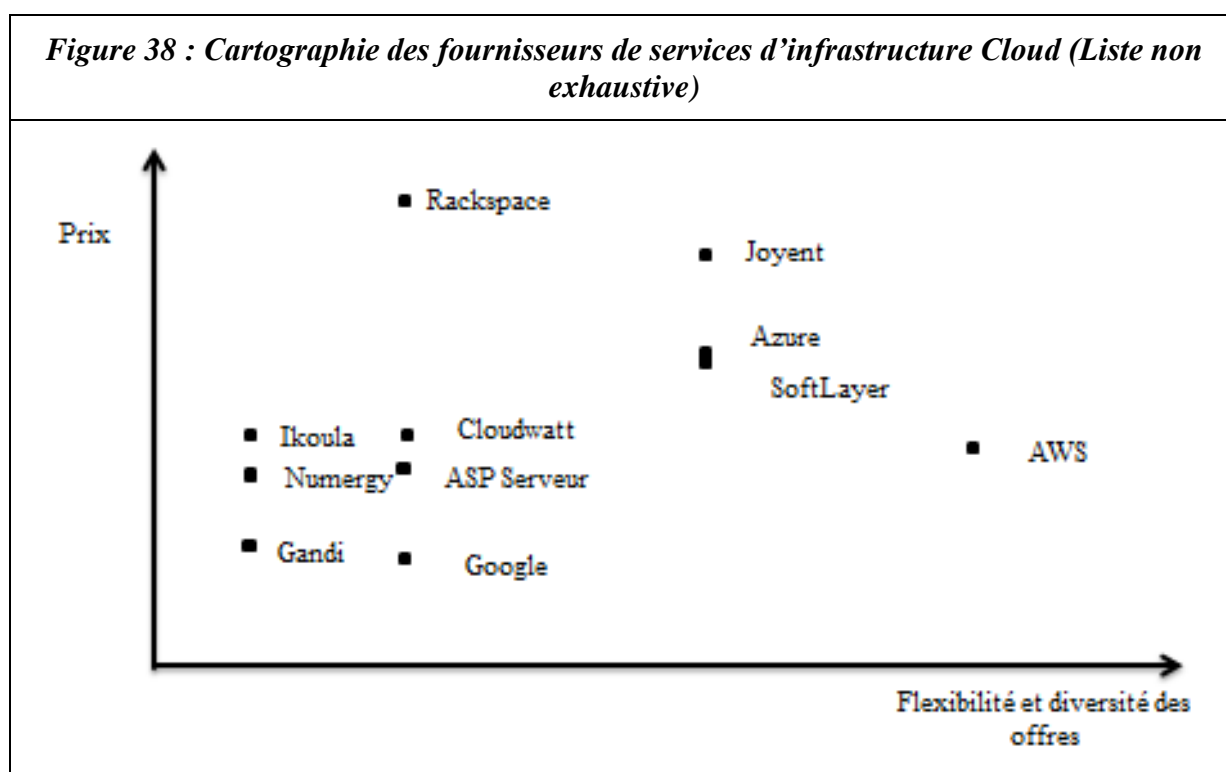 Figure 38 : Cartographie des fournisseurs de services d’infrastructure Cloud (Liste non
exhaustive)
Rackspace
Prix
Joyent
Azure
SoftLayer
Ikoula
Cloudwatt
AWS
Numergy
ASP Serveur
Gandi
Google
Flexibilité et diversité des
offres